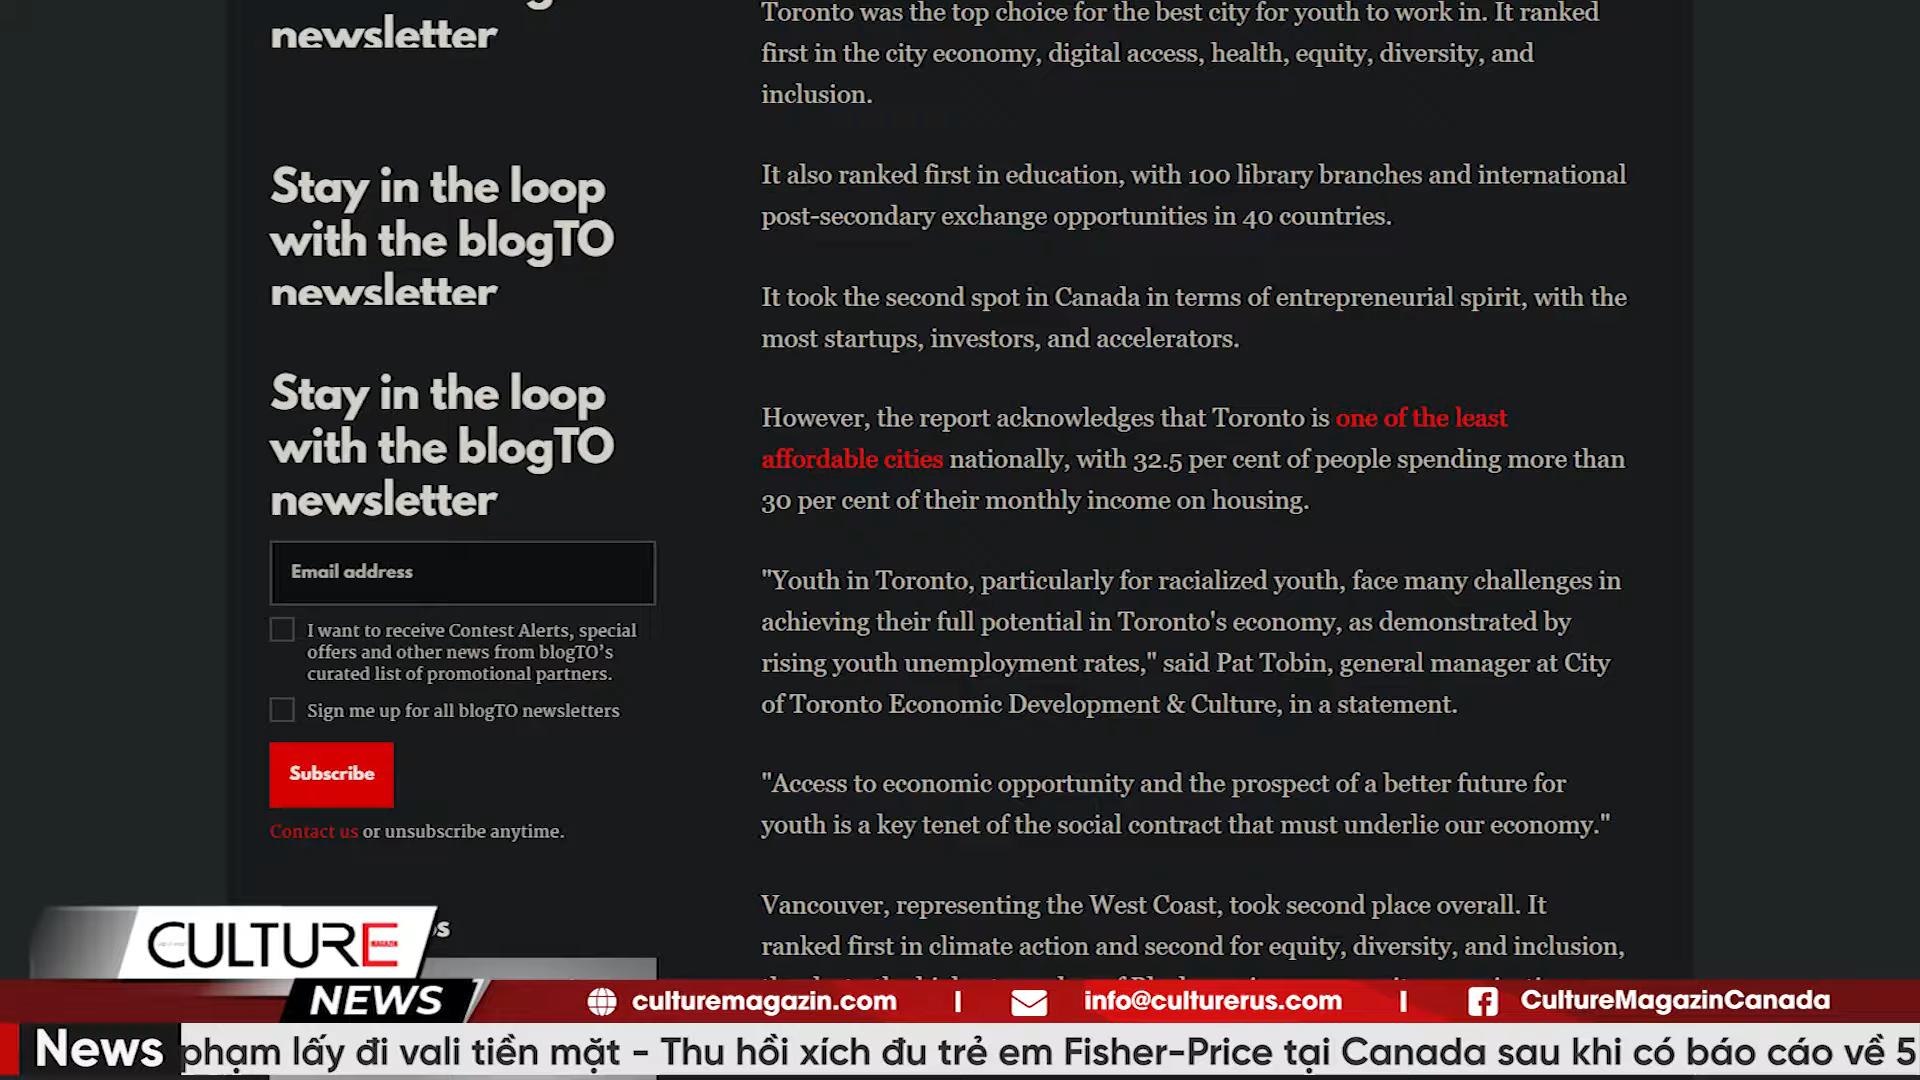 newsletter
Stay in the loop
with the blogTO
newsletter
Stay in the loop
with the blogTO
newsletter
Email address
I want to receive Contest Alerts, special
offers and other news from blogTO's
curated list of promotional partners.
Sign me up for all blogTO newsletters
Subscribe
Contact us or unsubscribe anytime.
Toronto was the top choice for the best city for youth to work in. It ranked
first in the city economy, digital access, health, equity, diversity, and
inclusion.
It also ranked first in education, with 100 library branches and international
post-secondary exchange opportunities in 40 countries.
It took the second spot in Canada in terms of entrepreneurial spirit, with the
most startups, investors, and accelerators.
However, the report acknowledges that Toronto is one of the least
affordable cities nationally, with 32.5 per cent of people spending more than
30 per cent of their monthly income on housing.
"Youth in Toronto, particularly for racialized youth, face many challenges in
achieving their full potential in Toronto's economy, as demonstrated by
rising youth unemployment rates," said Pat Tobin, general manager at City
of Toronto Economic Development & Culture, in a statement.
"Access to economic opportunity and the prospect of a better future for
youth is a key tenet of the social contract that must underlie our economy."
Vancouver, representing the West Coast, took second place overall. It
ranked first in climate action and second for equity, diversity, and inclusion,
CULTURE
MAGAZIN
NEWS
culturemagazin.com | info@culturerus.com | CultureMagazinCanada
News phạm lấy đi vali tiền mặt - Thu hồi xích đu trẻ em Fisher-Price tại Canada sau khi có báo cáo về 5